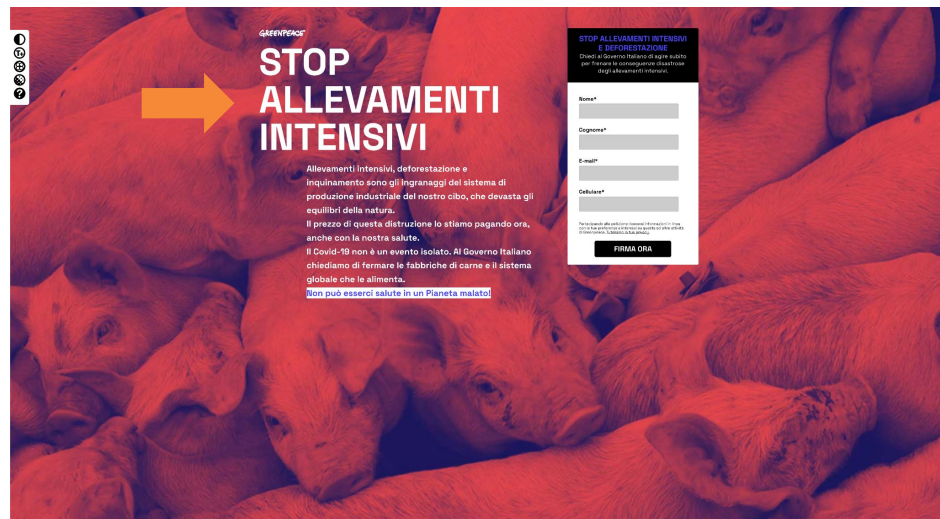 GREENPEACE
STOP
ALLEVAMENTI
INTENSIVI
Allevamenti intensivi, deforestazione e
inquinamento sono gli ingranaggi del sistema di
produzione industriale del nostro cibo, che devasta gli
equilibri della natura.
Il prezzo di questa distruzione lo stiamo pagando ora,
anche con la nostra salute.
Il Covid-19 non è un evento isolato. Al Governo Italiano
chiediamo di fermare le fabbriche di carne e il sistema
globale che le alimenta.
Non può esserci salute in un Pianeta malato!
STOP ALLEVAMENTI INTENSIVI
E DEFORESTAZIONE
Chiedi al Governo Italiano di agire subito
per frenare le conseguenze disastrose
degli allevamenti intensivi.
Nome*
Cognome*
E-mail*
Cellulare*
FIRMA ORA